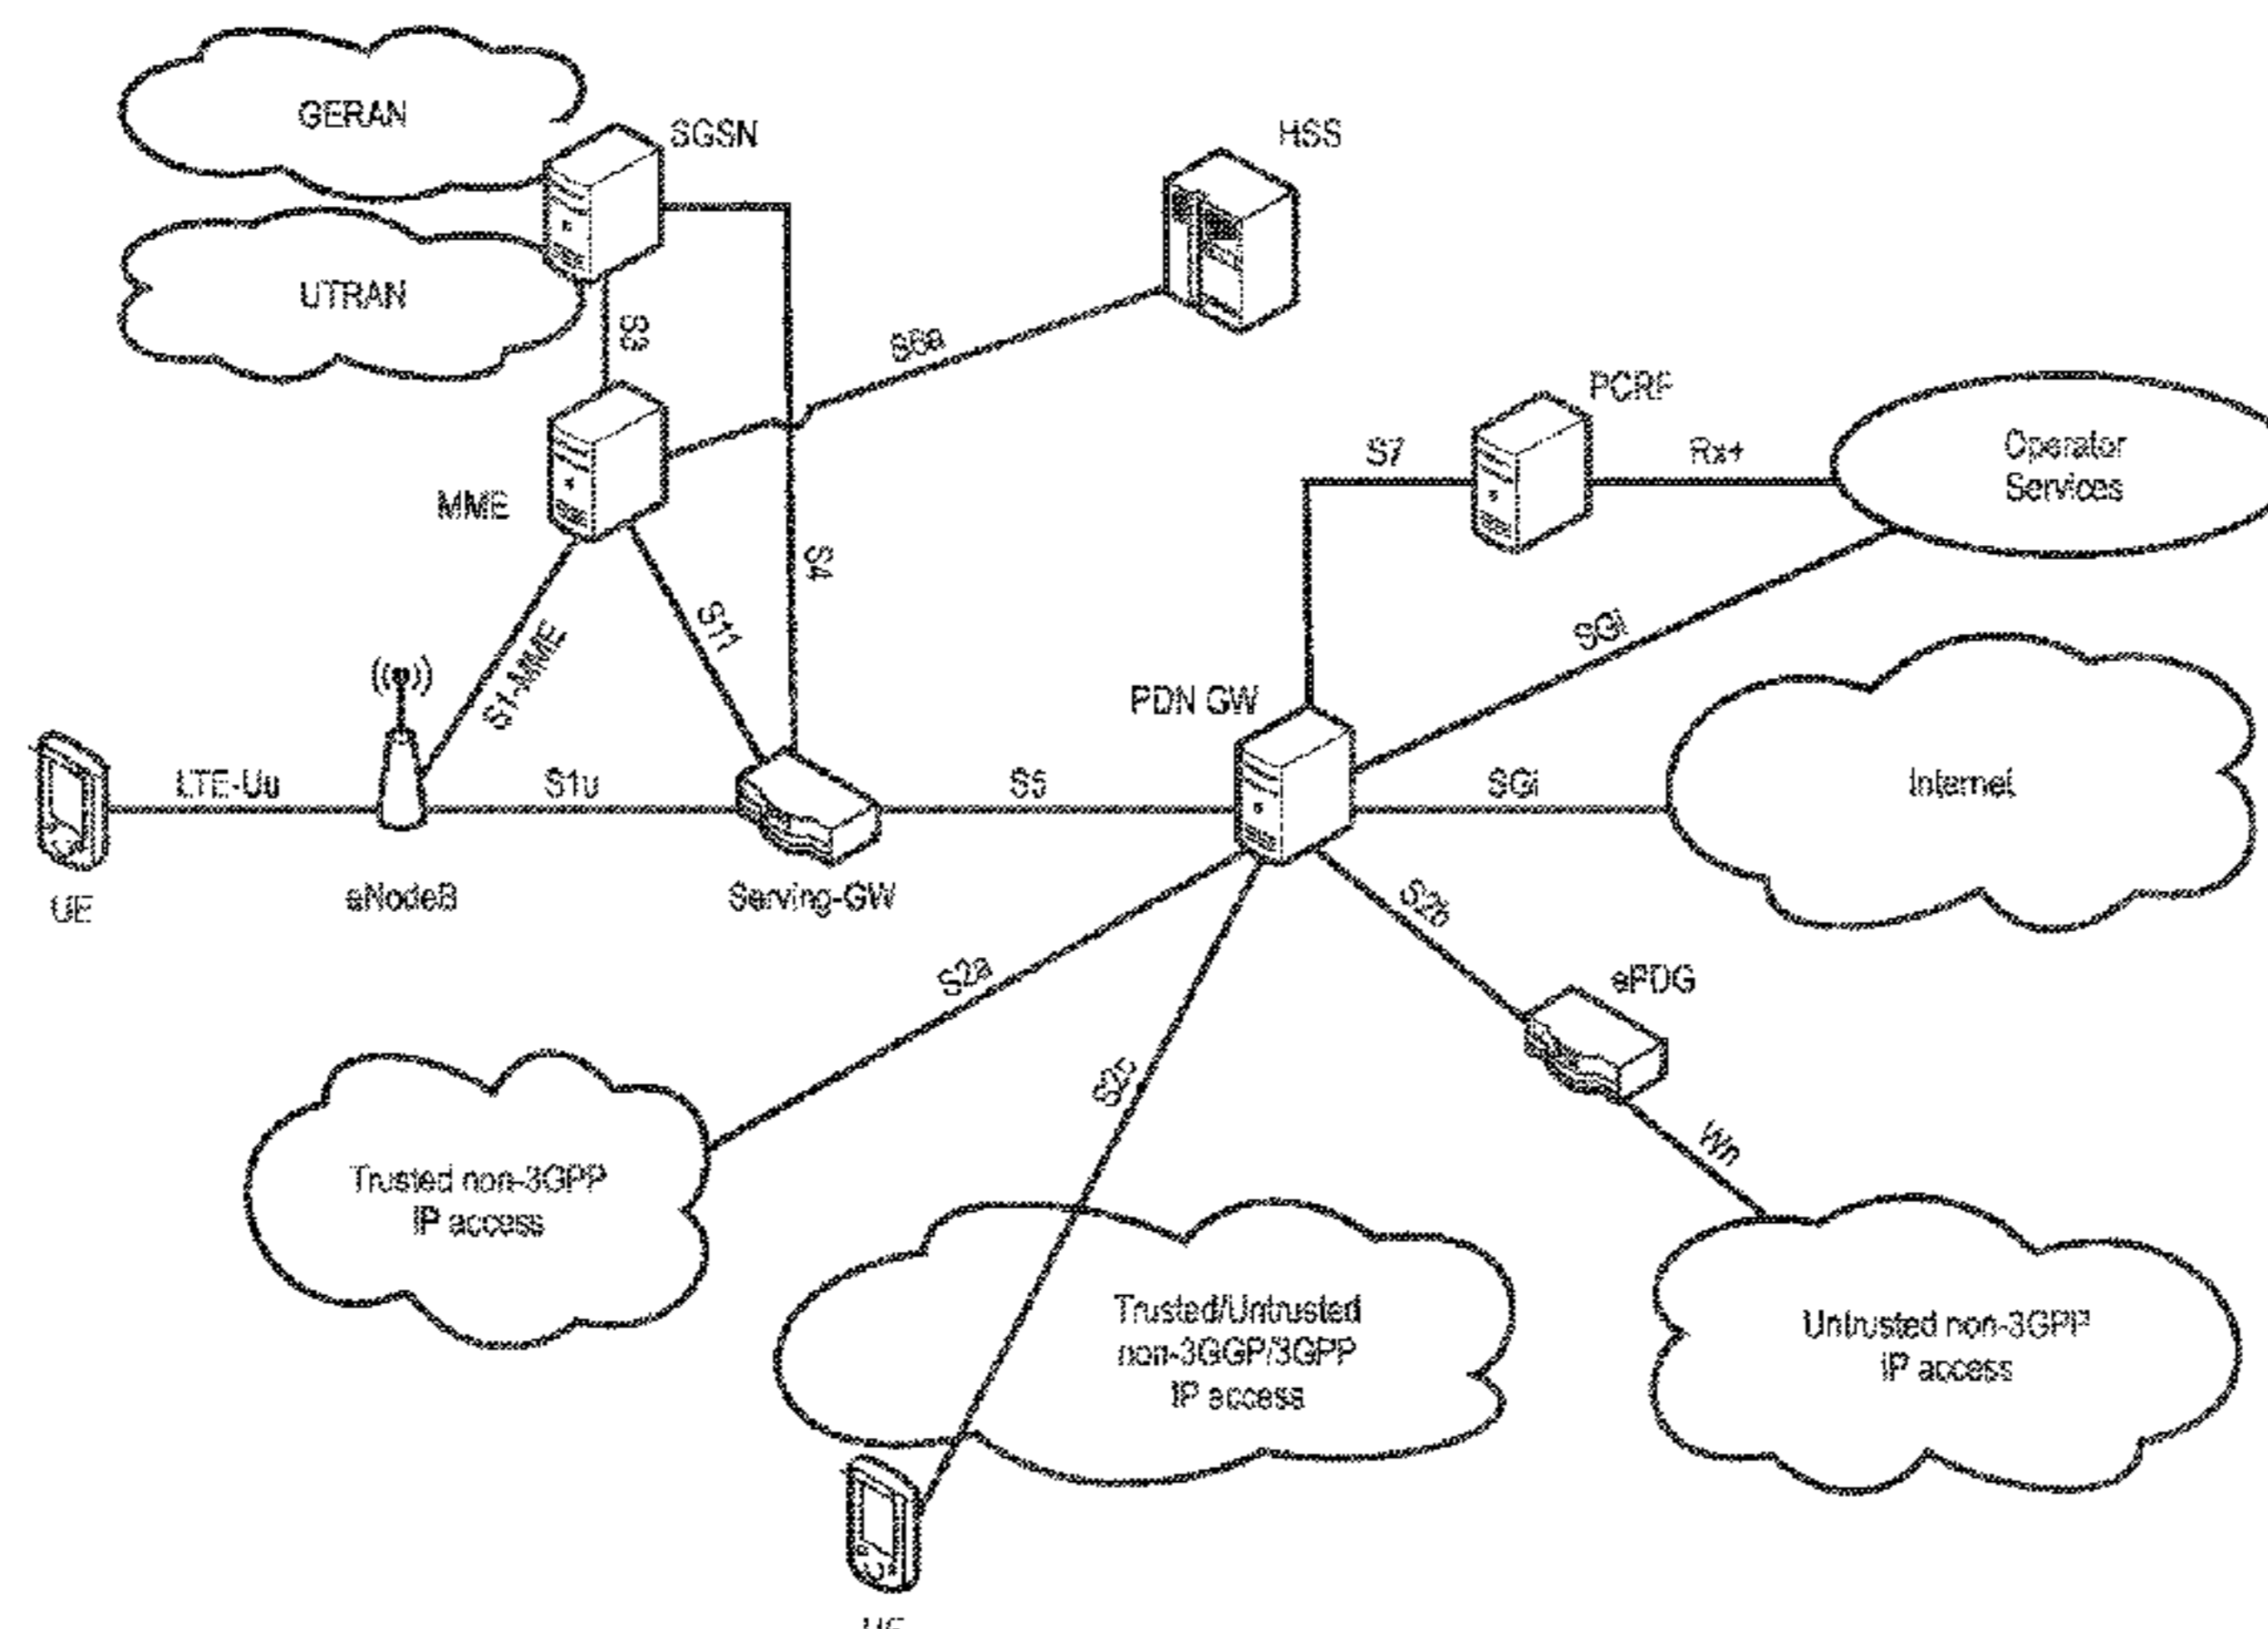 GERAN
SGSN
HSS
UTRAN
S3
S6a
PCRF
S7
Rx+
Operator
Services
MME
S4
S11
S1-MME
SGi
PDN GW
LTE-Uu
S1u
S5
SGi
Internet
UE
eNodeB
Serving-GW
S2b
S2a
ePDG
S2c
Wn
Trusted non-3GPP
IP access
Trusted/Untrusted
non-3GGP/3GPP
IP access
Untrusted non-3GPP
IP access